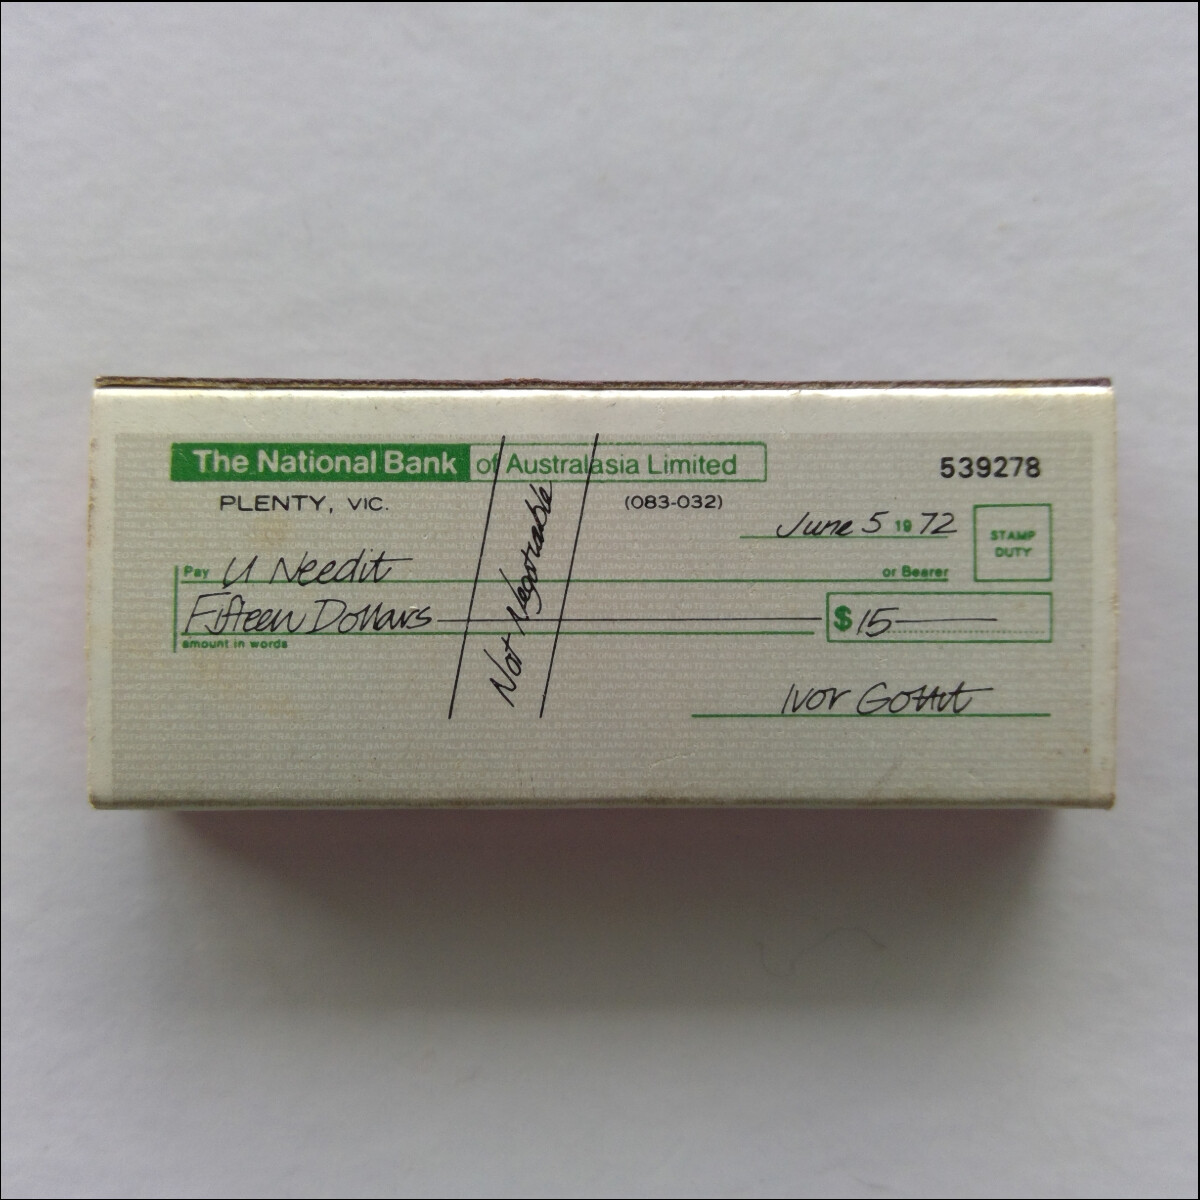 The National Bank of Australasia Limited
539278
PLENTY, VIC.
(083-032)
June 5 19 72
STAMP
DUTY
Pay U Needit or Bearer
Fifteen Dollars
$ 15
amount in words
Not Negotiable
Ivor Gottit